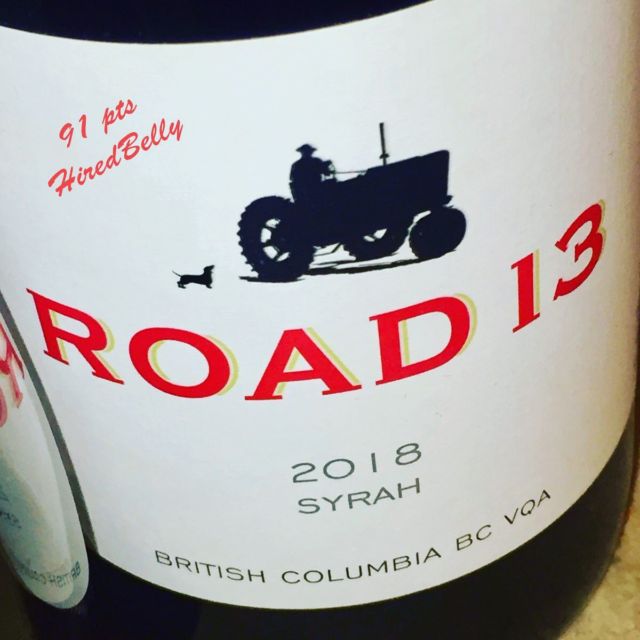 91 pts
HiredBelly
ROAD 13
2018
SYRAH
BRITISH COLUMBIA BC VQA